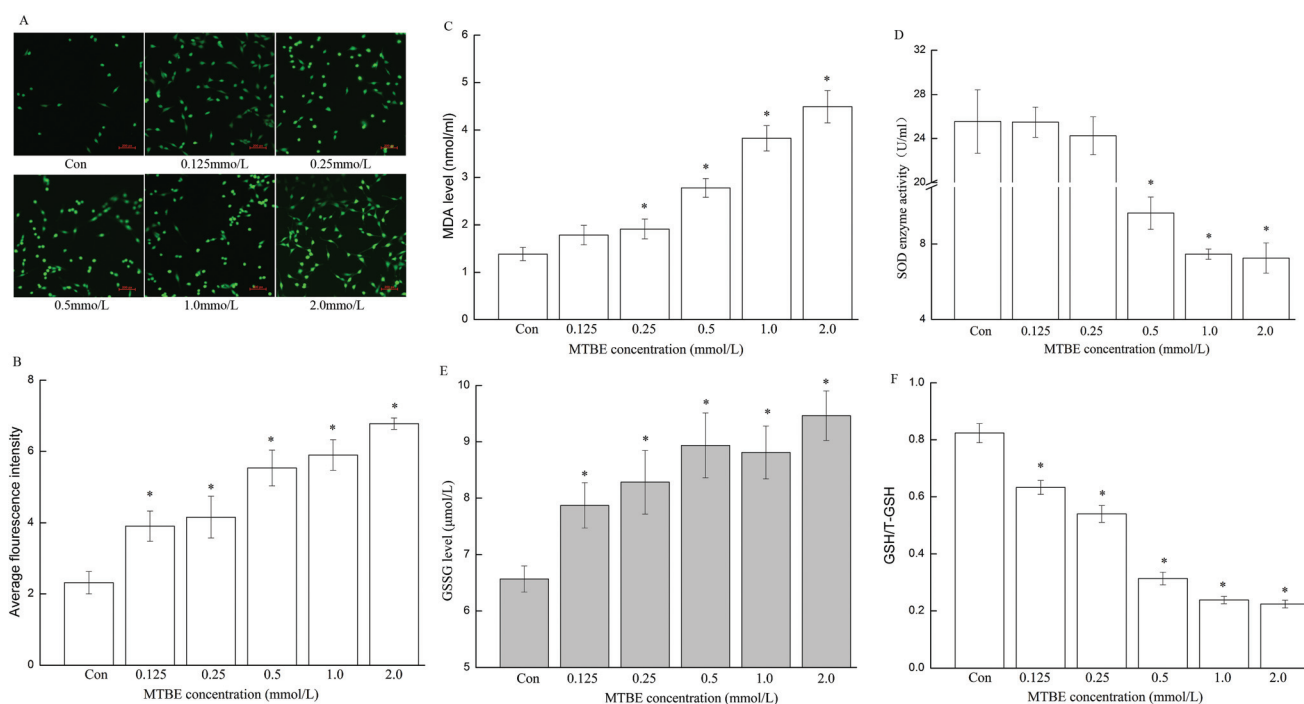 A
Con
0.125mmo/L
0.25mmo/L
0.5mmo/L
1.0mmo/L
2.0mmo/L
B
Average flourescence intensity
8
6
4
2
0
*
*
*
*
*
Con
0.125
0.25
0.5
1.0
2.0
MTBE concentration (mmol/L)
C
MDA level (nmol/ml)
6
5
4
3
2
1
0
*
*
*
*
Con
0.125
0.25
0.5
1.0
2.0
MTBE concentration (mmol/L)
D
SOD enzyme activity（U/ml）
32
28
24
20
8
4
*
*
*
Con
0.125
0.25
0.5
1.0
2.0
MTBE concentration (mmol/L)
E
GSSG level (μmol/L)
10
9
8
7
6
5
*
*
*
*
*
Con
0.125
0.25
0.5
1.0
2.0
MTBE concentration (mmol/L)
F
GSH/T-GSH
1.0
0.8
0.6
0.4
0.2
0.0
*
*
*
*
*
Con
0.125
0.25
0.5
1.0
2.0
MTBE concentration (mmol/L)